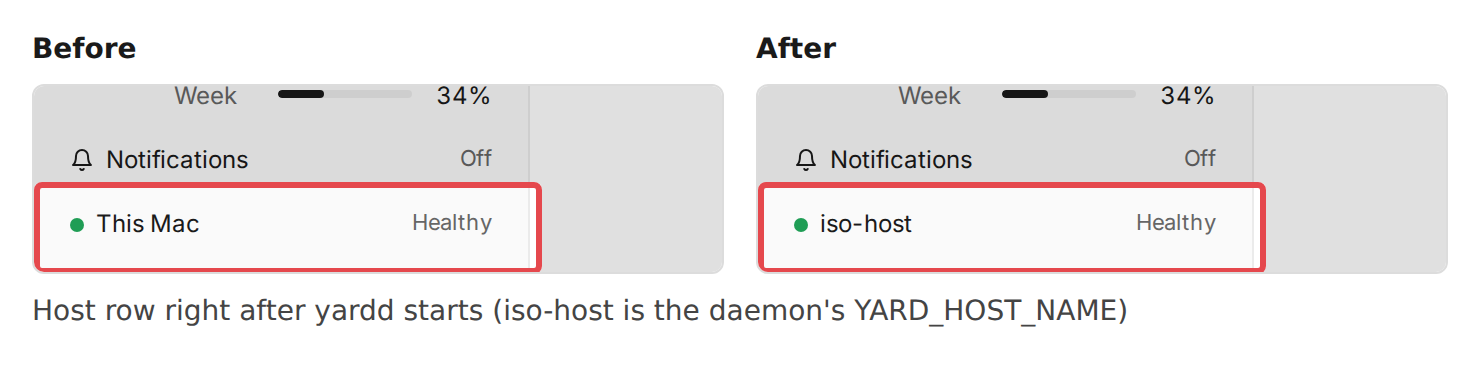 Before
Week 34%
Notifications Off
This Mac Healthy
After
Week 34%
Notifications Off
iso-host Healthy
Host row right after yardd starts (iso-host is the daemon's YARD_HOST_NAME)